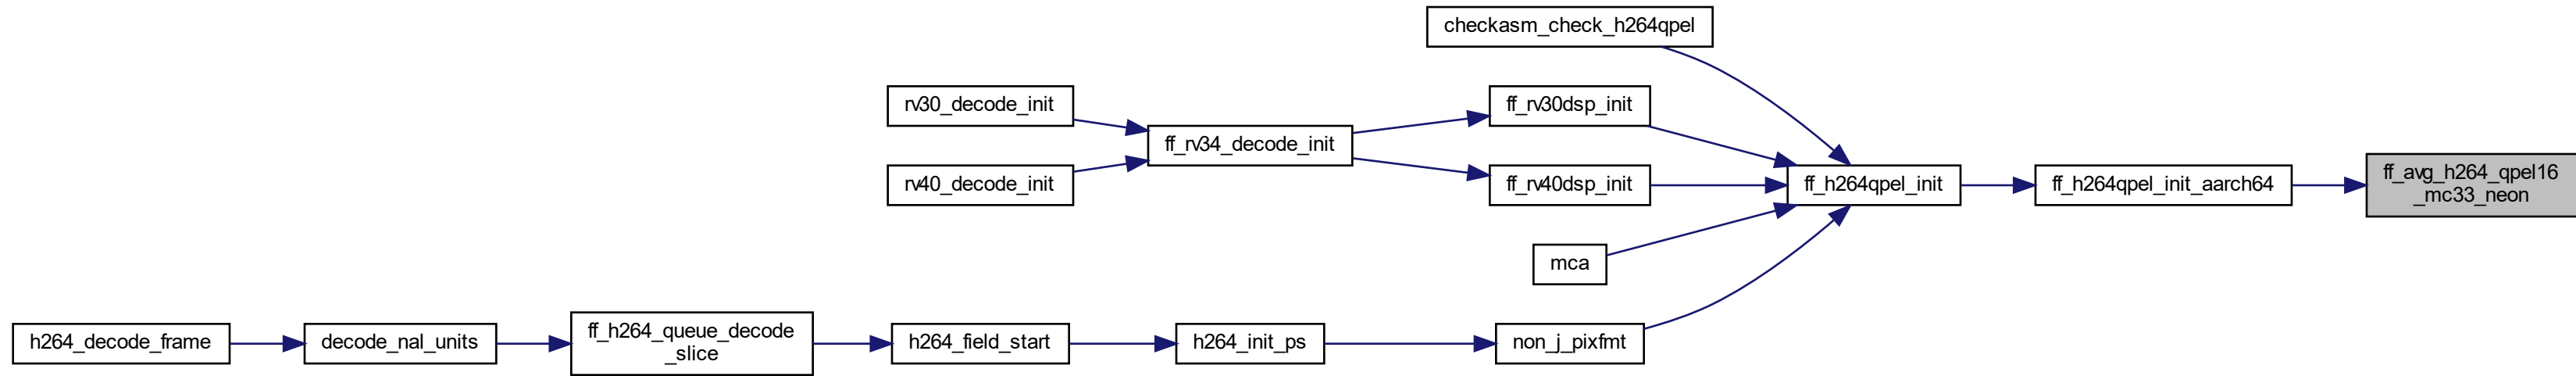 checkasm_check_h264qpel
rv30_decode_init
ff_rv30dsp_init
ff_rv34_decode_init
rv40_decode_init
ff_rv40dsp_init
ff_h264qpel_init
ff_h264qpel_init_aarch64
ff_avg_h264_qpel16
_mc33_neon
mca
h264_decode_frame
decode_nal_units
ff_h264_queue_decode
_slice
h264_field_start
h264_init_ps
non_j_pixfmt